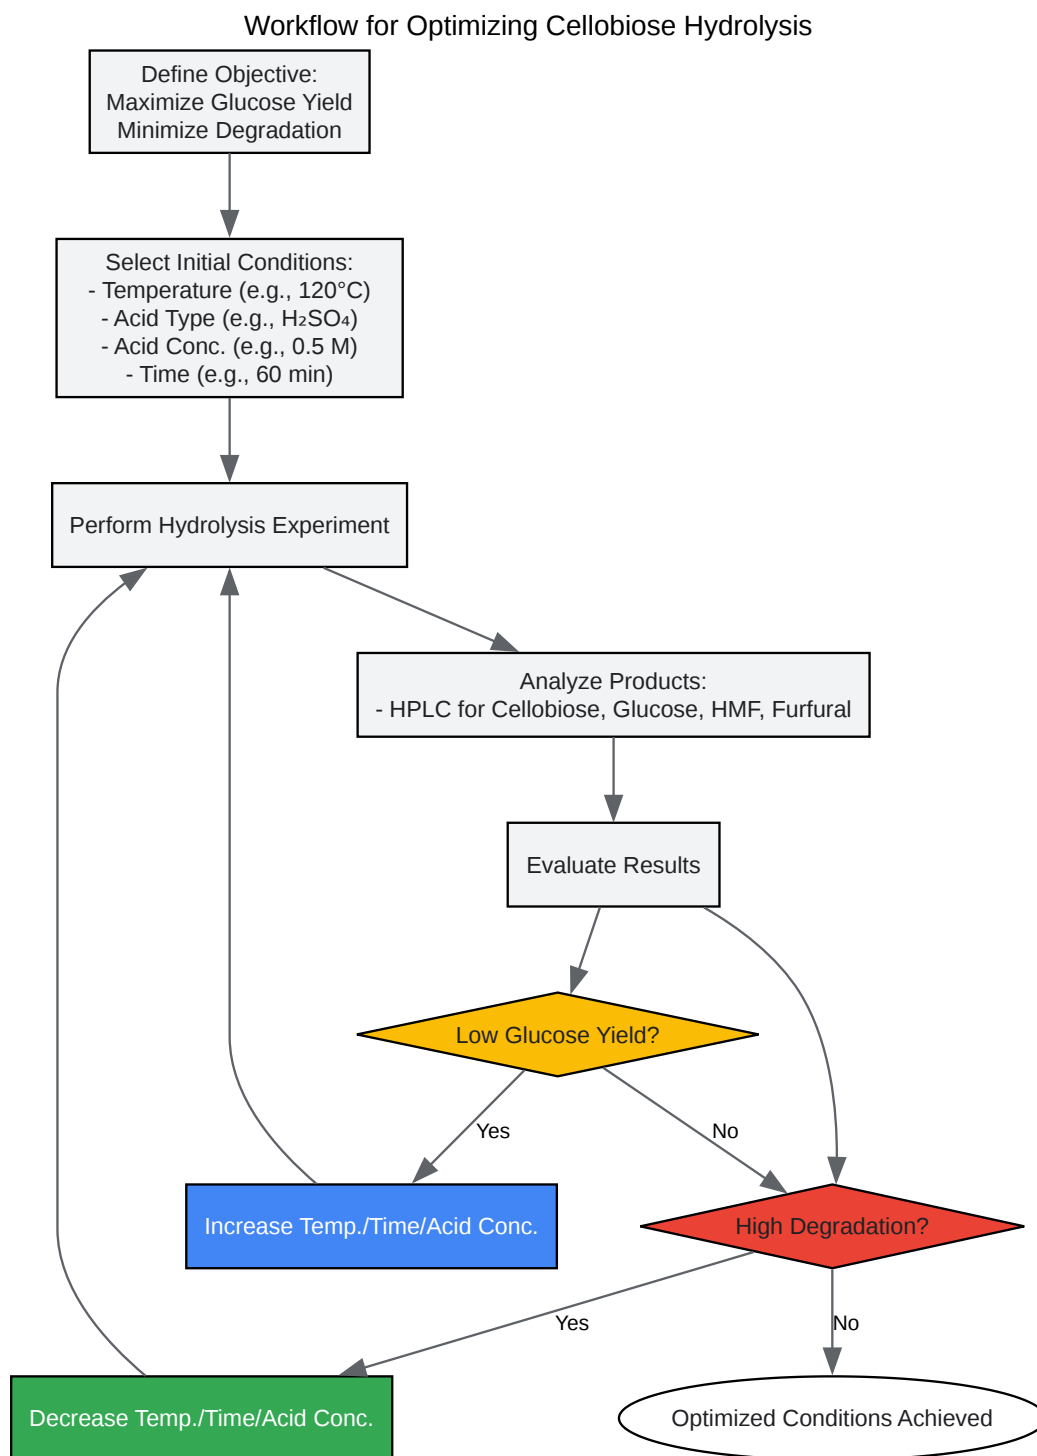 Workflow for Optimizing Cellobiose Hydrolysis
Define Objective:
Maximize Glucose Yield
Minimize Degradation
Select Initial Conditions:
- Temperature (e.g., 120°C)
- Acid Type (e.g., H₂SO₄)
- Acid Conc. (e.g., 0.5 M)
- Time (e.g., 60 min)
Perform Hydrolysis Experiment
Analyze Products:
- HPLC for Cellobiose, Glucose, HMF, Furfural
Evaluate Results
Low Glucose Yield?
Yes
No
Increase Temp./Time/Acid Conc.
High Degradation?
Yes
No
Decrease Temp./Time/Acid Conc.
Optimized Conditions Achieved